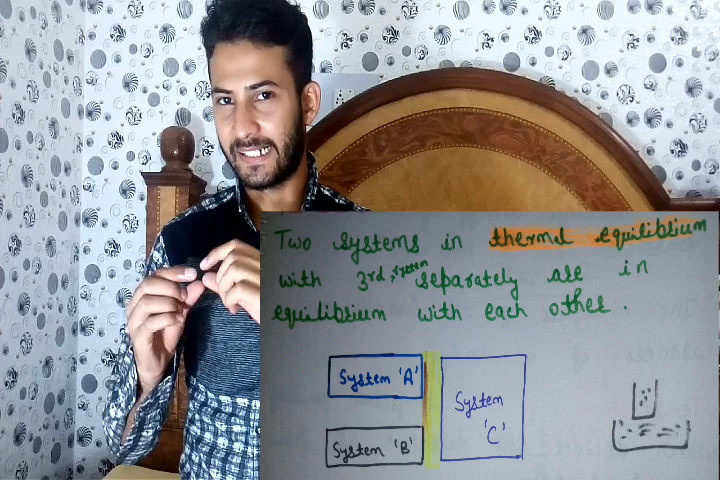 Two systems in thermal equilibrium
with 3rd system separately are in
equilibrium with each other.
System 'A'
System
'C'
System 'B'